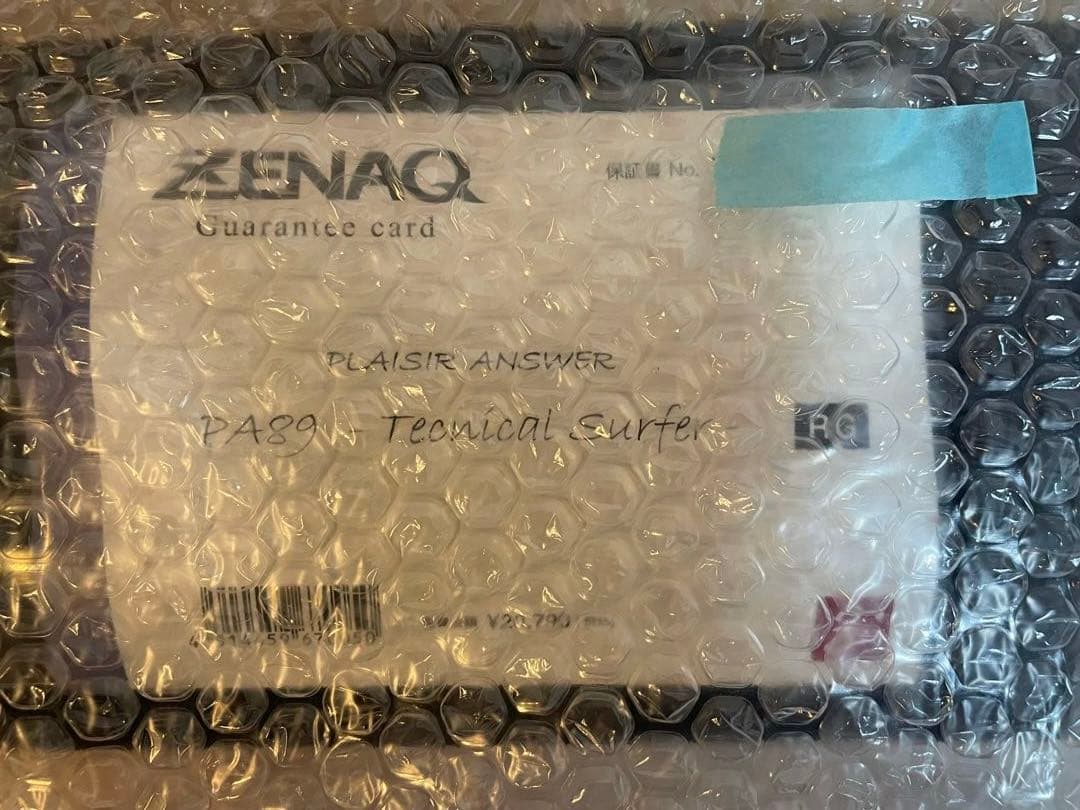 ZENAQ
保証書 No.
Guarantee card
PLAISIR ANSWER
PA89 - Tecnical Surfer -
RG